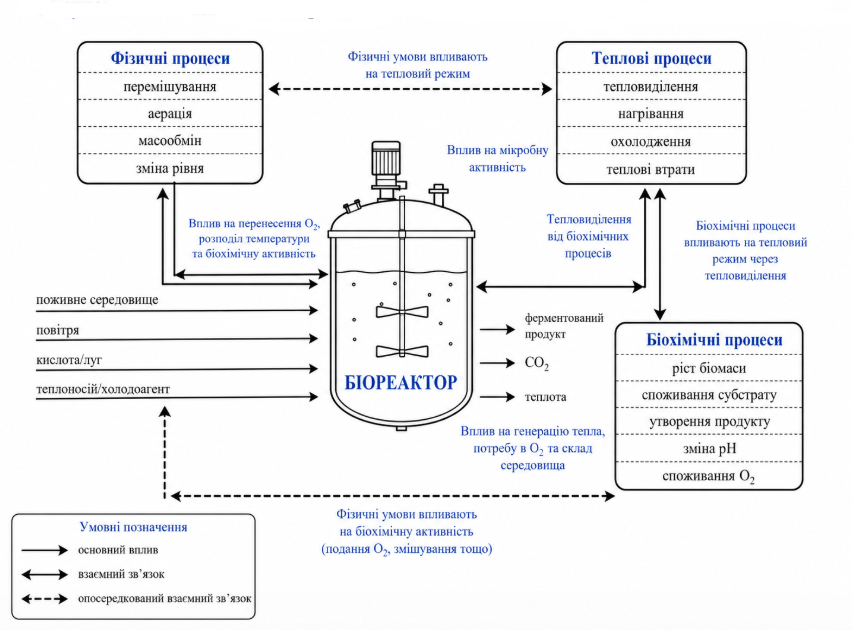 Фізичні процеси
перемішування
аерація
масообмін
зміна рівня
Фізичні умови впливають
на тепловий режим
Теплові процеси
тепловиділення
нагрівання
охолодження
теплові втрати
Вплив на мікробну
активність
Вплив на перенесення O₂,
розподіл температури
та біохімічну активність
Тепловиділення
від біохімічних
процесів
Біохімічні процеси
впливають на тепловий
режим через
тепловиділення
поживне середовище
повітря
кислота/луг
теплоносій/холодоагент
БІОРЕАКТОР
ферментований
продукт
CO₂
теплота
Біохімічні процеси
ріст біомаси
споживання субстрату
утворення продукту
зміна pH
споживання O₂
Вплив на генерацію тепла,
потребу в O₂ та склад
середовища
Фізичні умови впливають
на біохімічну активність
(подання O₂, змішування тощо)
Умовні позначення
основний вплив
взаємний зв’язок
опосередкований взаємний зв’язок